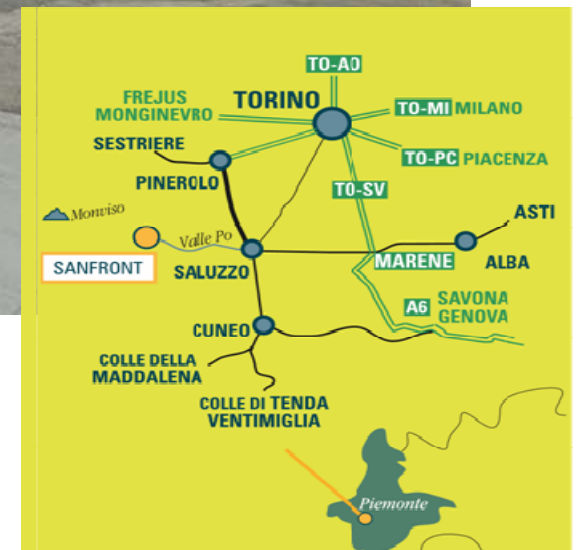 TO-AO
FREJUS
MONGINEVRO
TORINO
TO-MI MILANO
SESTRIERE
TO-PC PIACENZA
PINEROLO
TO-SV
Monviso
ASTI
Valle Po
SANFRONT
SALUZZO
MARENE
ALBA
A6 SAVONA
GENOVA
CUNEO
COLLE DELLA
MADDALENA
COLLE DI TENDA
VENTIMIGLIA
Piemonte